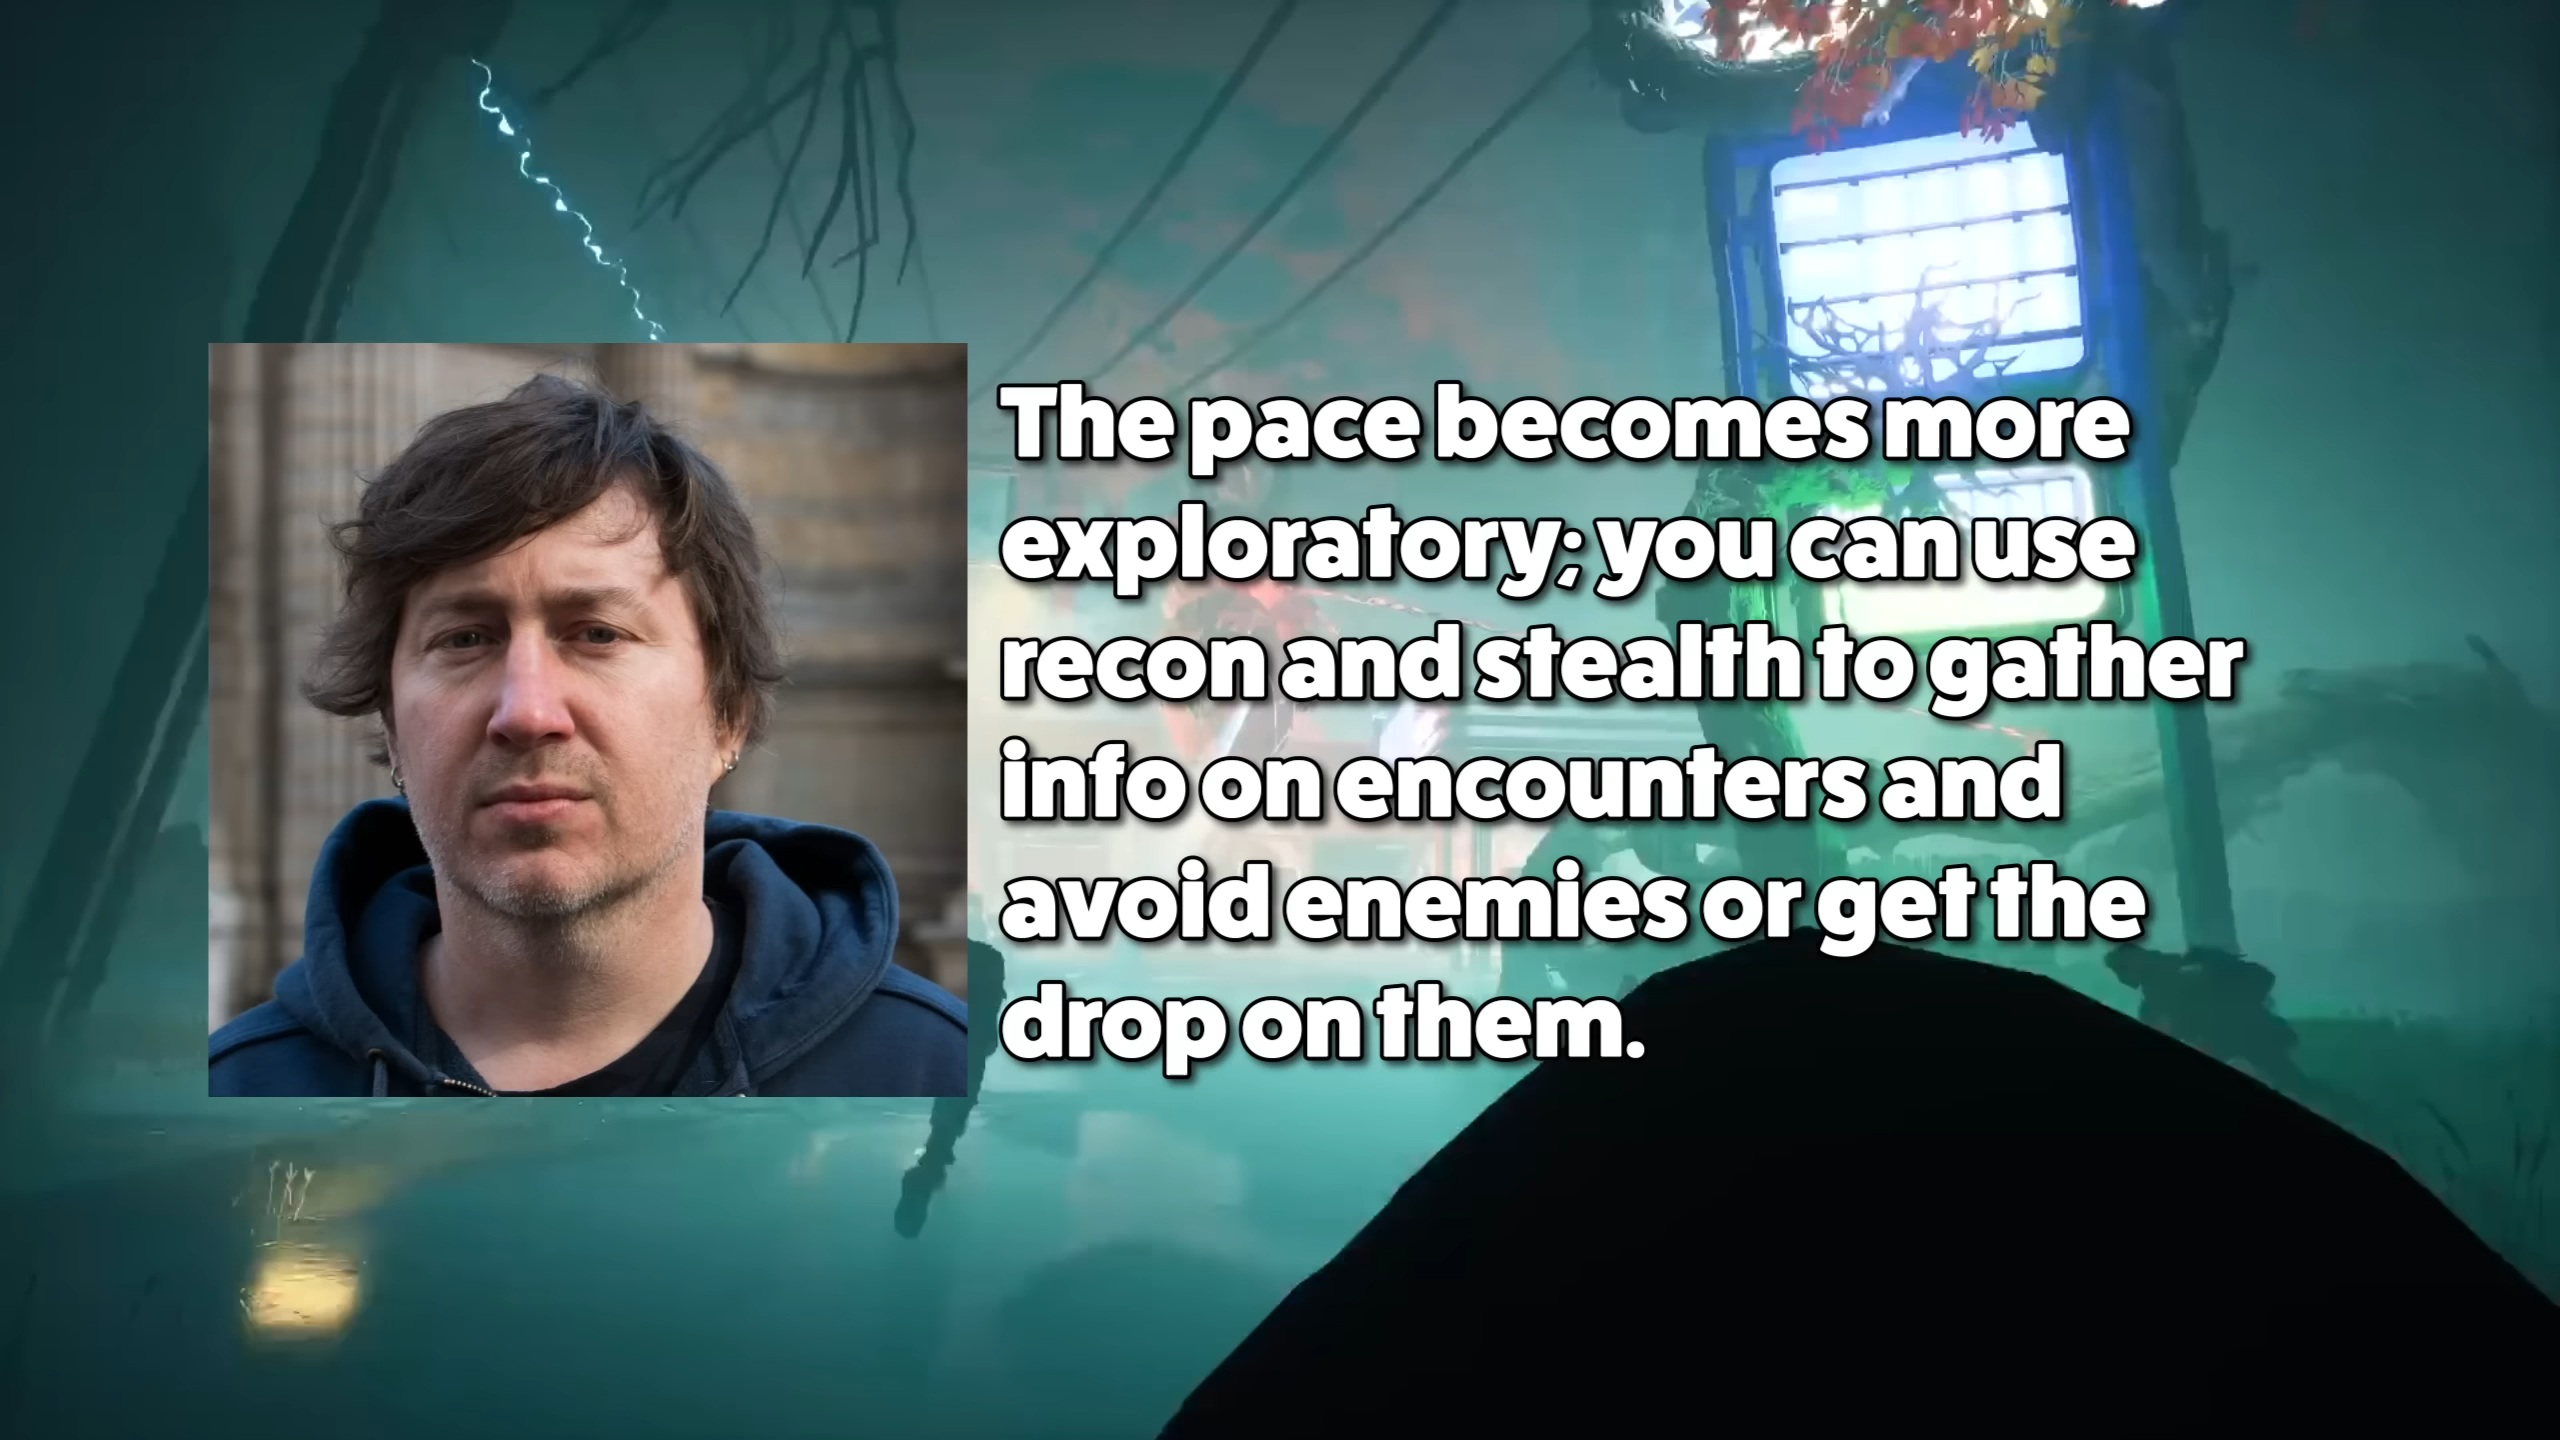 The pace becomes more
exploratory; you can use
recon and stealth to gather
info on encounters and
avoid enemies or get the
drop on them.